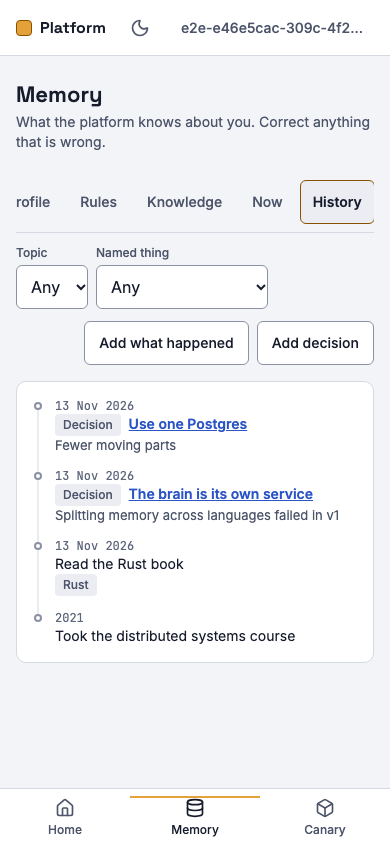 Platform
e2e-e46e5cac-309c-4f2...
Memory
What the platform knows about you. Correct anything
that is wrong.
rofile Rules Knowledge Now History
Topic Named thing
Any Any
Add what happened Add decision
13 Nov 2026
Decision Use one Postgres
Fewer moving parts
13 Nov 2026
Decision The brain is its own service
Splitting memory across languages failed in v1
13 Nov 2026
Read the Rust book
Rust
2021
Took the distributed systems course
Home Memory Canary